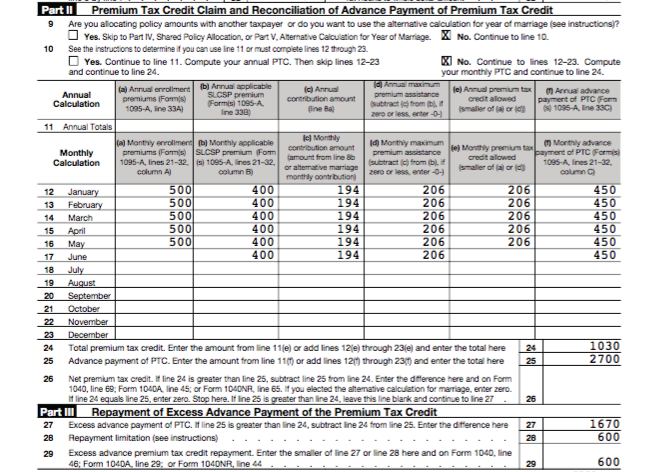 Part II Premium Tax Credit Claim and Reconciliation of Advance Payment of Premium Tax Credit
9 Are you allocating policy amounts with another taxpayer or do you want to use the alternative calculation for year of marriage (see instructions)?
Yes. Skip to Part IV, Shared Policy Allocation, or Part V, Alternative Calculation for Year of Marriage. X No. Continue to line 10.
10 See the instructions to determine if you can use line 11 or must complete lines 12 through 23.
Yes. Continue to line 11. Compute your annual PTC. Then skip lines 12–23 and continue to line 24. X No. Continue to lines 12–23. Compute your monthly PTC and continue to line 24.
Annual Calculation (a) Annual enrollment premiums (Form(s) 1095-A, line 33A) (b) Annual applicable SLCSP premium (Form(s) 1095-A, line 33B) (c) Annual contribution amount (line 8a) (d) Annual maximum premium assistance (subtract (c) from (b), if zero or less, enter -0-) (e) Annual premium tax credit allowed (smaller of (a) or (d)) (f) Annual advance payment of PTC (Form (s) 1095-A, line 33C)
11 Annual Totals
Monthly Calculation (a) Monthly enrollment premiums (Form(s) 1095-A, lines 21–32, column A) (b) Monthly applicable SLCSP premium (Form (s) 1095-A, lines 21–32, column B) (c) Monthly contribution amount (amount from line 8b or alternative marriage monthly contribution) (d) Monthly maximum premium assistance (subtract (c) from (b), if zero or less, enter -0-) (e) Monthly premium tax credit allowed (smaller of (a) or (d)) (f) Monthly advance payment of PTC (Form(s) 1095-A, lines 21–32, column C)
12 January 500 400 194 206 206 450
13 February 500 400 194 206 206 450
14 March 500 400 194 206 206 450
15 April 500 400 194 206 206 450
16 May 500 400 194 206 206 450
17 June 400 194 206 450
18 July
19 August
20 September
21 October
22 November
23 December
24 Total premium tax credit. Enter the amount from line 11(e) or add lines 12(e) through 23(e) and enter the total here 24 1030
25 Advance payment of PTC. Enter the amount from line 11(f) or add lines 12(f) through 23(f) and enter the total here 25 2700
26 Net premium tax credit. If line 24 is greater than line 25, subtract line 25 from line 24. Enter the difference here and on Form
1040, line 69; Form 1040A, line 45; or Form 1040NR, line 65. If you elected the alternative calculation for marriage, enter zero.
If line 24 equals line 25, enter zero. Stop here. If line 25 is greater than line 24, leave this line blank and continue to line 27 . 26
Part III Repayment of Excess Advance Payment of the Premium Tax Credit
27 Excess advance payment of PTC. If line 25 is greater than line 24, subtract line 24 from line 25. Enter the difference here 27 1670
28 Repayment limitation (see instructions) . . . . . . . . . . . . . . . . . . . . 28 600
29 Excess advance premium tax credit repayment. Enter the smaller of line 27 or line 28 here and on Form 1040, line
46; Form 1040A, line 29; or Form 1040NR, line 44 . . . . . . . . . . . . . . . . . 29 600